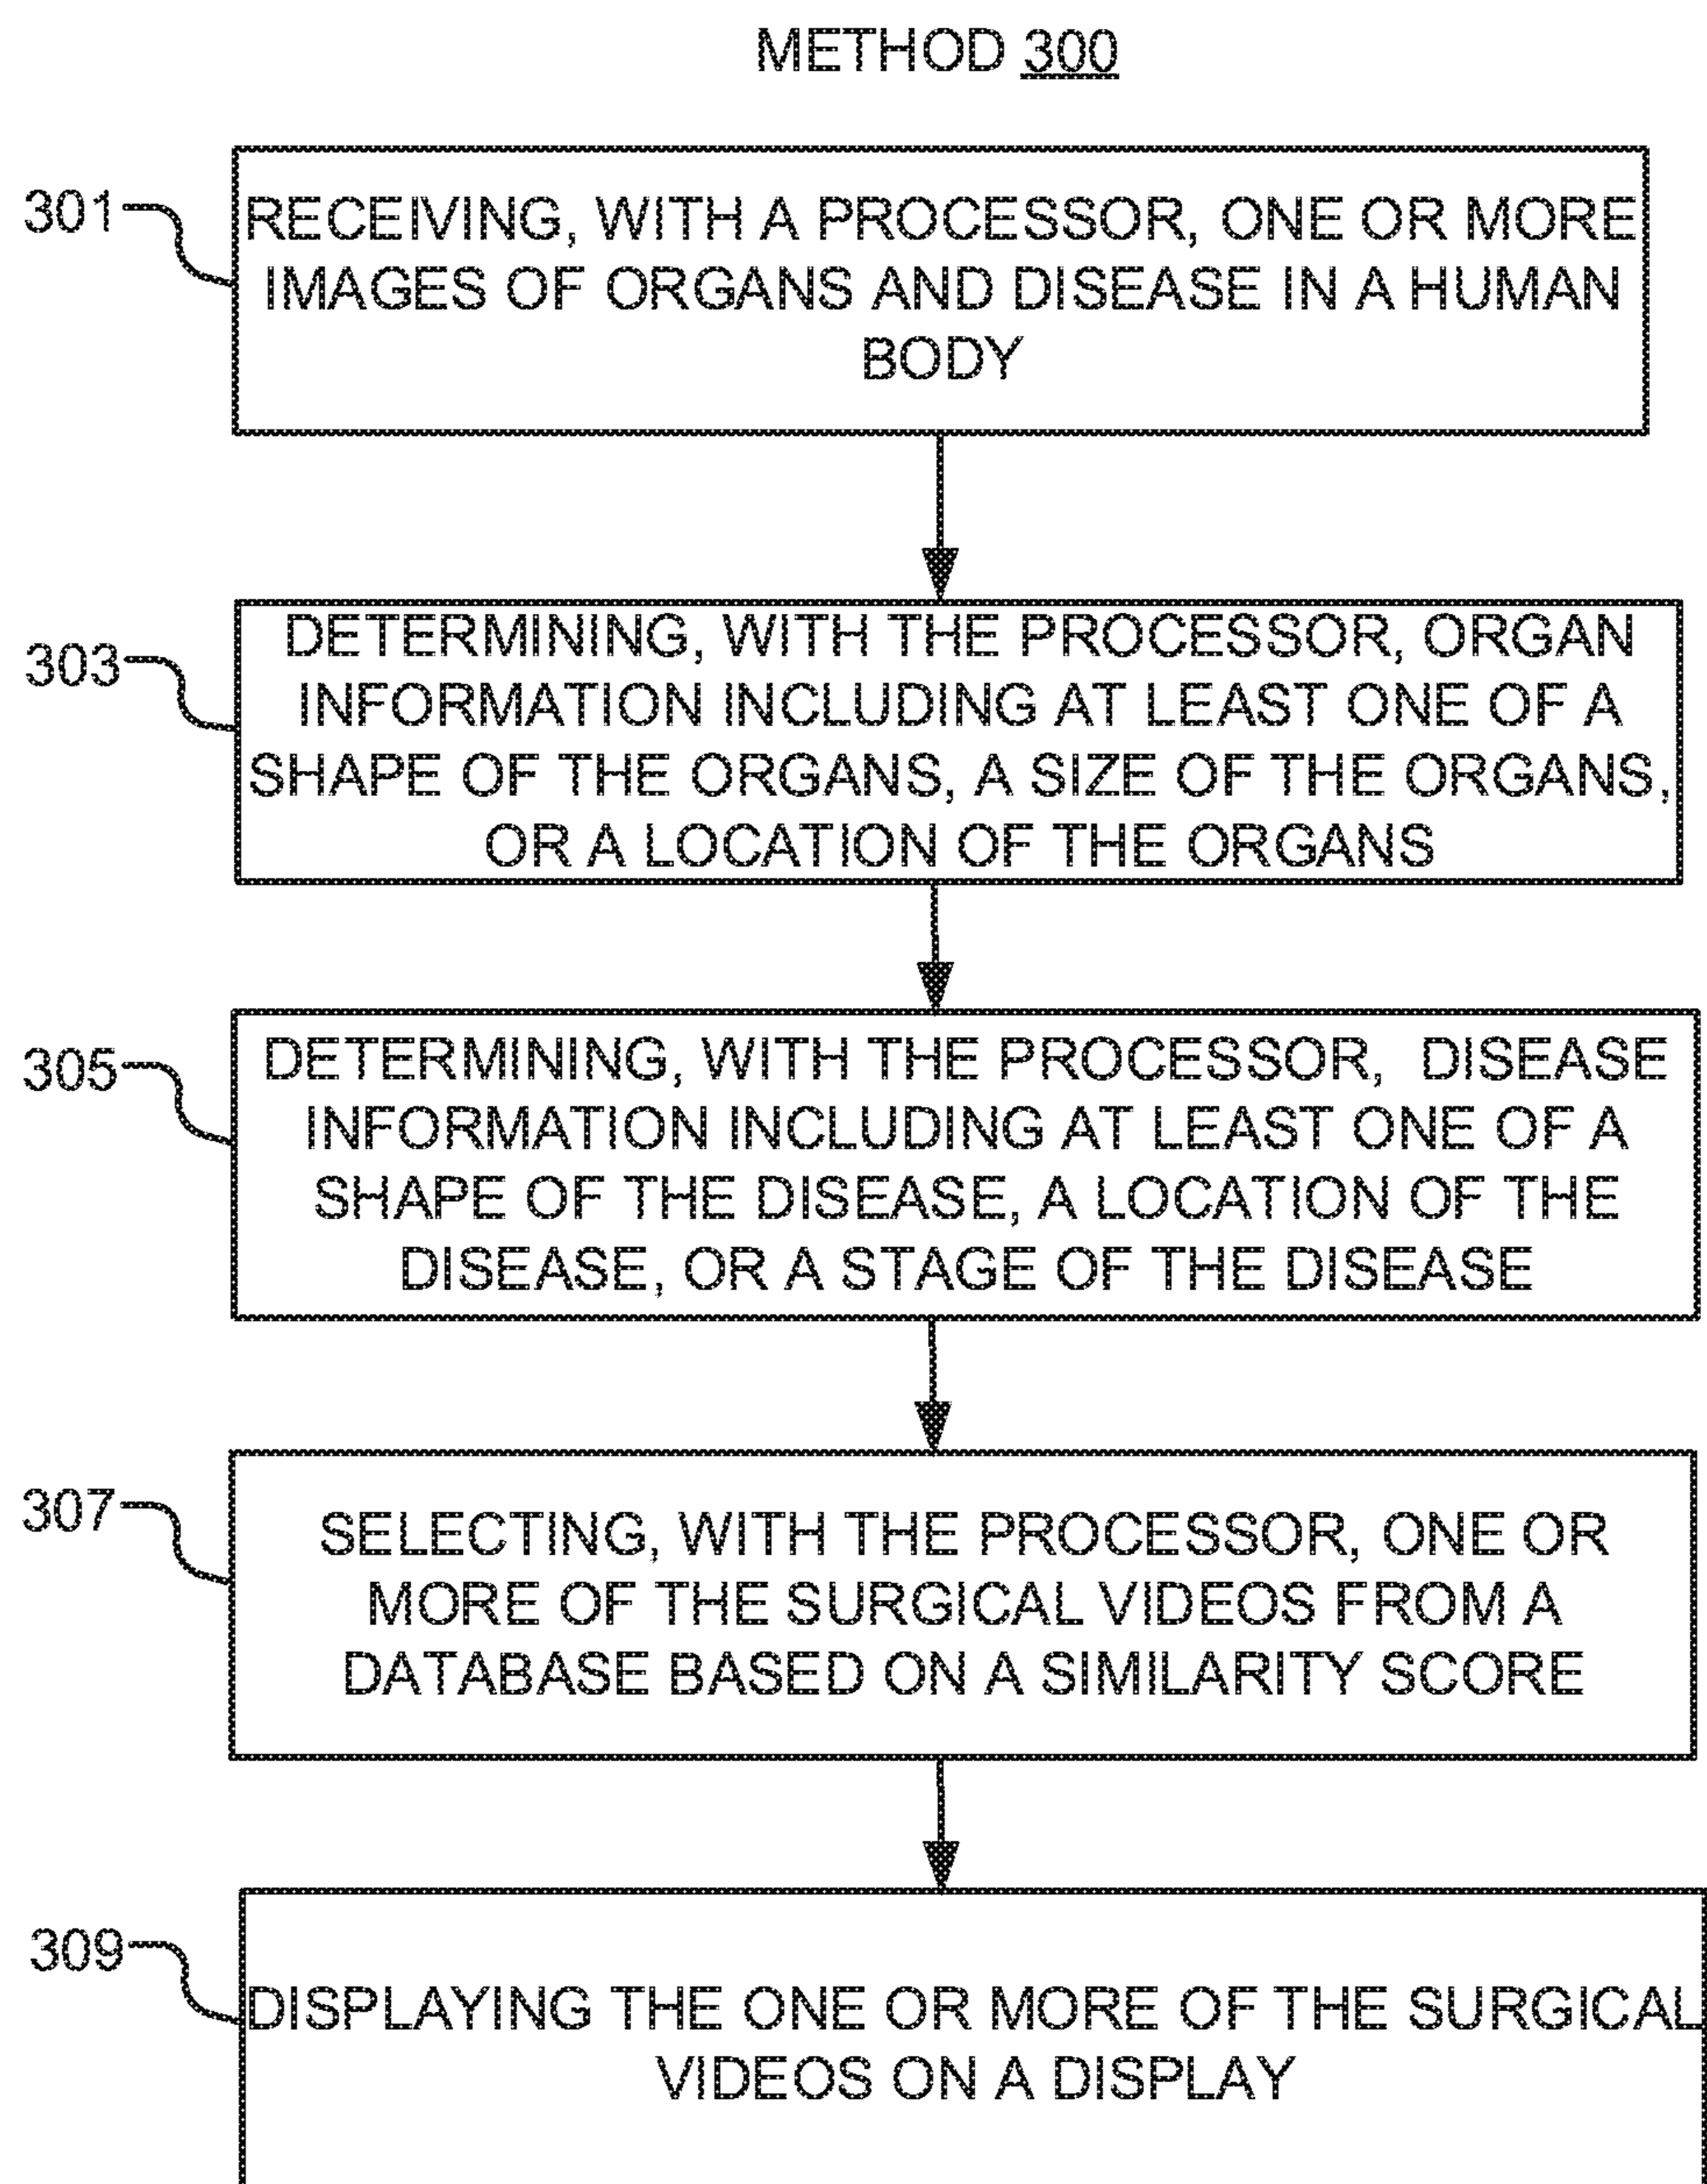 METHOD 300
301
RECEIVING, WITH A PROCESSOR, ONE OR MORE
IMAGES OF ORGANS AND DISEASE IN A HUMAN
BODY
303
DETERMINING, WITH THE PROCESSOR, ORGAN
INFORMATION INCLUDING AT LEAST ONE OF A
SHAPE OF THE ORGANS, A SIZE OF THE ORGANS,
OR A LOCATION OF THE ORGANS
305
DETERMINING, WITH THE PROCESSOR, DISEASE
INFORMATION INCLUDING AT LEAST ONE OF A
SHAPE OF THE DISEASE, A LOCATION OF THE
DISEASE, OR A STAGE OF THE DISEASE
307
SELECTING, WITH THE PROCESSOR, ONE OR
MORE OF THE SURGICAL VIDEOS FROM A
DATABASE BASED ON A SIMILARITY SCORE
309
DISPLAYING THE ONE OR MORE OF THE SURGICAL
VIDEOS ON A DISPLAY